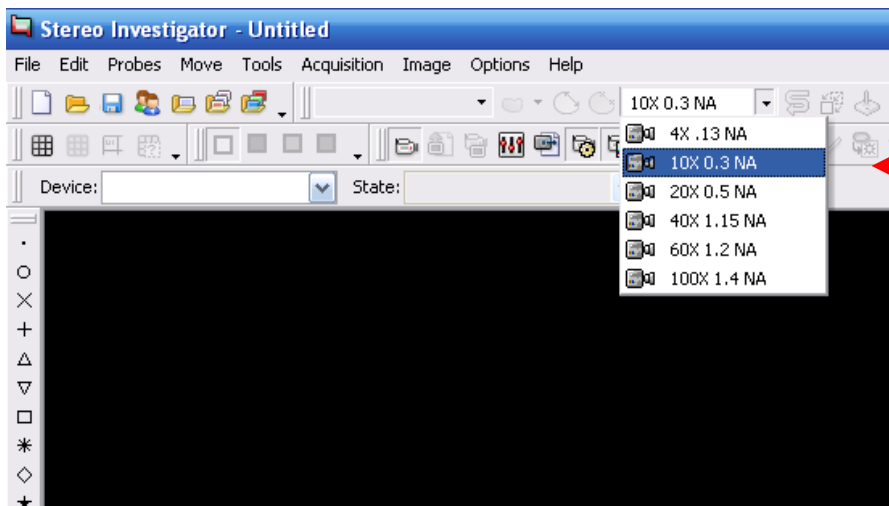 Stereo Investigator - Untitled
File Edit Probes Move Tools Acquisition Image Options Help
10X 0.3 NA
4X .13 NA
10X 0.3 NA
20X 0.5 NA
40X 1.15 NA
60X 1.2 NA
100X 1.4 NA
Device: State: